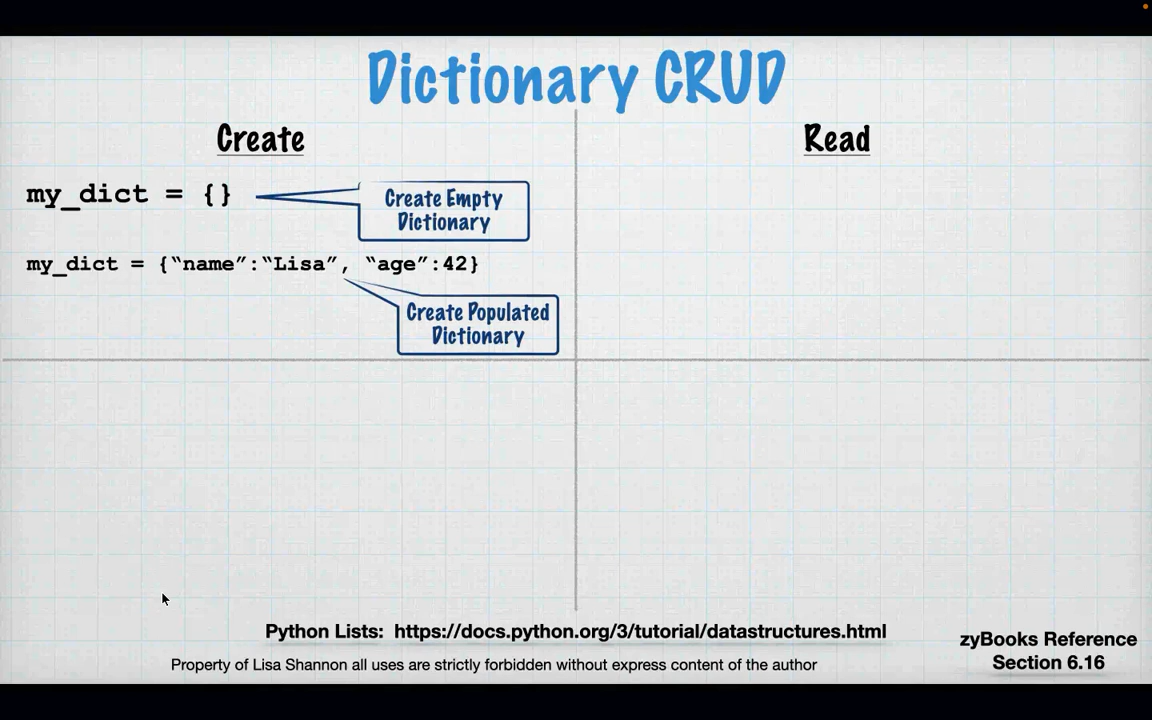 Dictionary CRUD
Create
my_dict = {}
Create Empty
Dictionary
my_dict = {“name”:“Lisa”, “age”:42}
Create Populated
Dictionary
Read
Python Lists: https://docs.python.org/3/tutorial/datastructures.html
Property of Lisa Shannon all uses are strictly forbidden without express content of the author
zyBooks Reference
Section 6.16